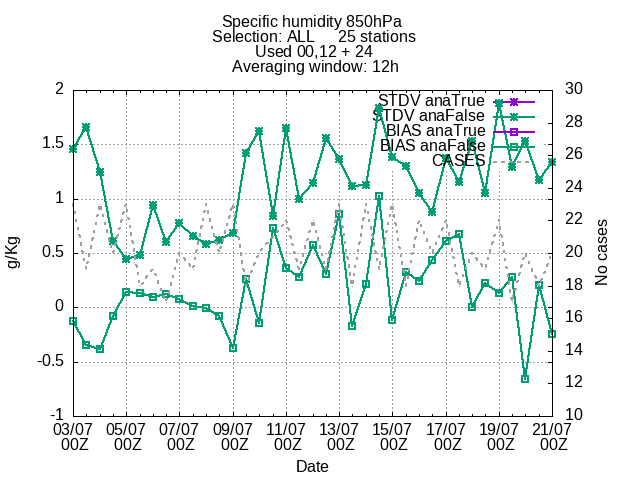 Specific humidity 850hPa
Selection: ALL 25 stations
Used 00,12 + 24
Averaging window: 12h
STDV anaTrue
STDV anaFalse
BIAS anaTrue
BIAS anaFalse
CASES
2
1.5
1
0.5
0
-0.5
-1
g/Kg
30
28
26
24
22
20
18
16
14
12
10
No cases
03/07 05/07 07/07 09/07 11/07 13/07 15/07 17/07 19/07 21/07
00Z 00Z 00Z 00Z 00Z 00Z 00Z 00Z 00Z 00Z
Date